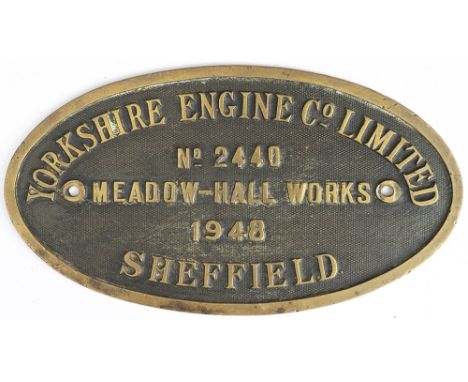 YORKSHIRE ENGINE Co LIMITED
No 2440
MEADOW-HALL WORKS
1948
SHEFFIELD